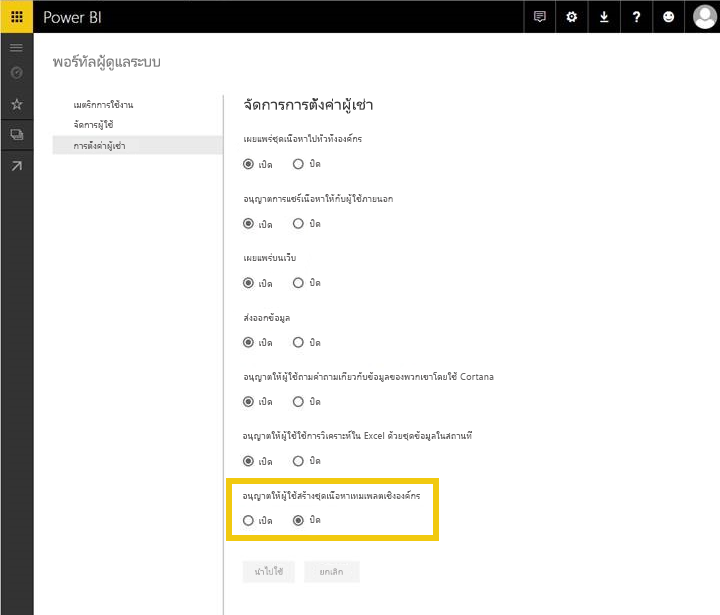 Power BI
?
พอร์ทัลผู้ดูแลระบบ
เมตริกการใช้งาน
จัดการผู้ใช้
การตั้งค่าผู้เช่า
จัดการการตั้งค่าผู้เช่า
เผยแพร่ชุดเนื้อหาไปทั่วทั้งองค์กร
เปิด ปิด
อนุญาตการแชร์เนื้อหาให้กับผู้ใช้ภายนอก
เปิด ปิด
เผยแพร่บนเว็บ
เปิด ปิด
ส่งออกข้อมูล
เปิด ปิด
อนุญาตให้ผู้ใช้ถามคำถามเกี่ยวกับข้อมูลของพวกเขาโดยใช้ Cortana
เปิด ปิด
อนุญาตให้ผู้ใช้ใช้การวิเคราะห์ใน Excel ด้วยชุดข้อมูลในสถานที่
เปิด ปิด
อนุญาตให้ผู้ใช้สร้างชุดเนื้อหาเทมเพลตเชิงองค์กร
เปิด ปิด
นำไปใช้ ยกเลิก